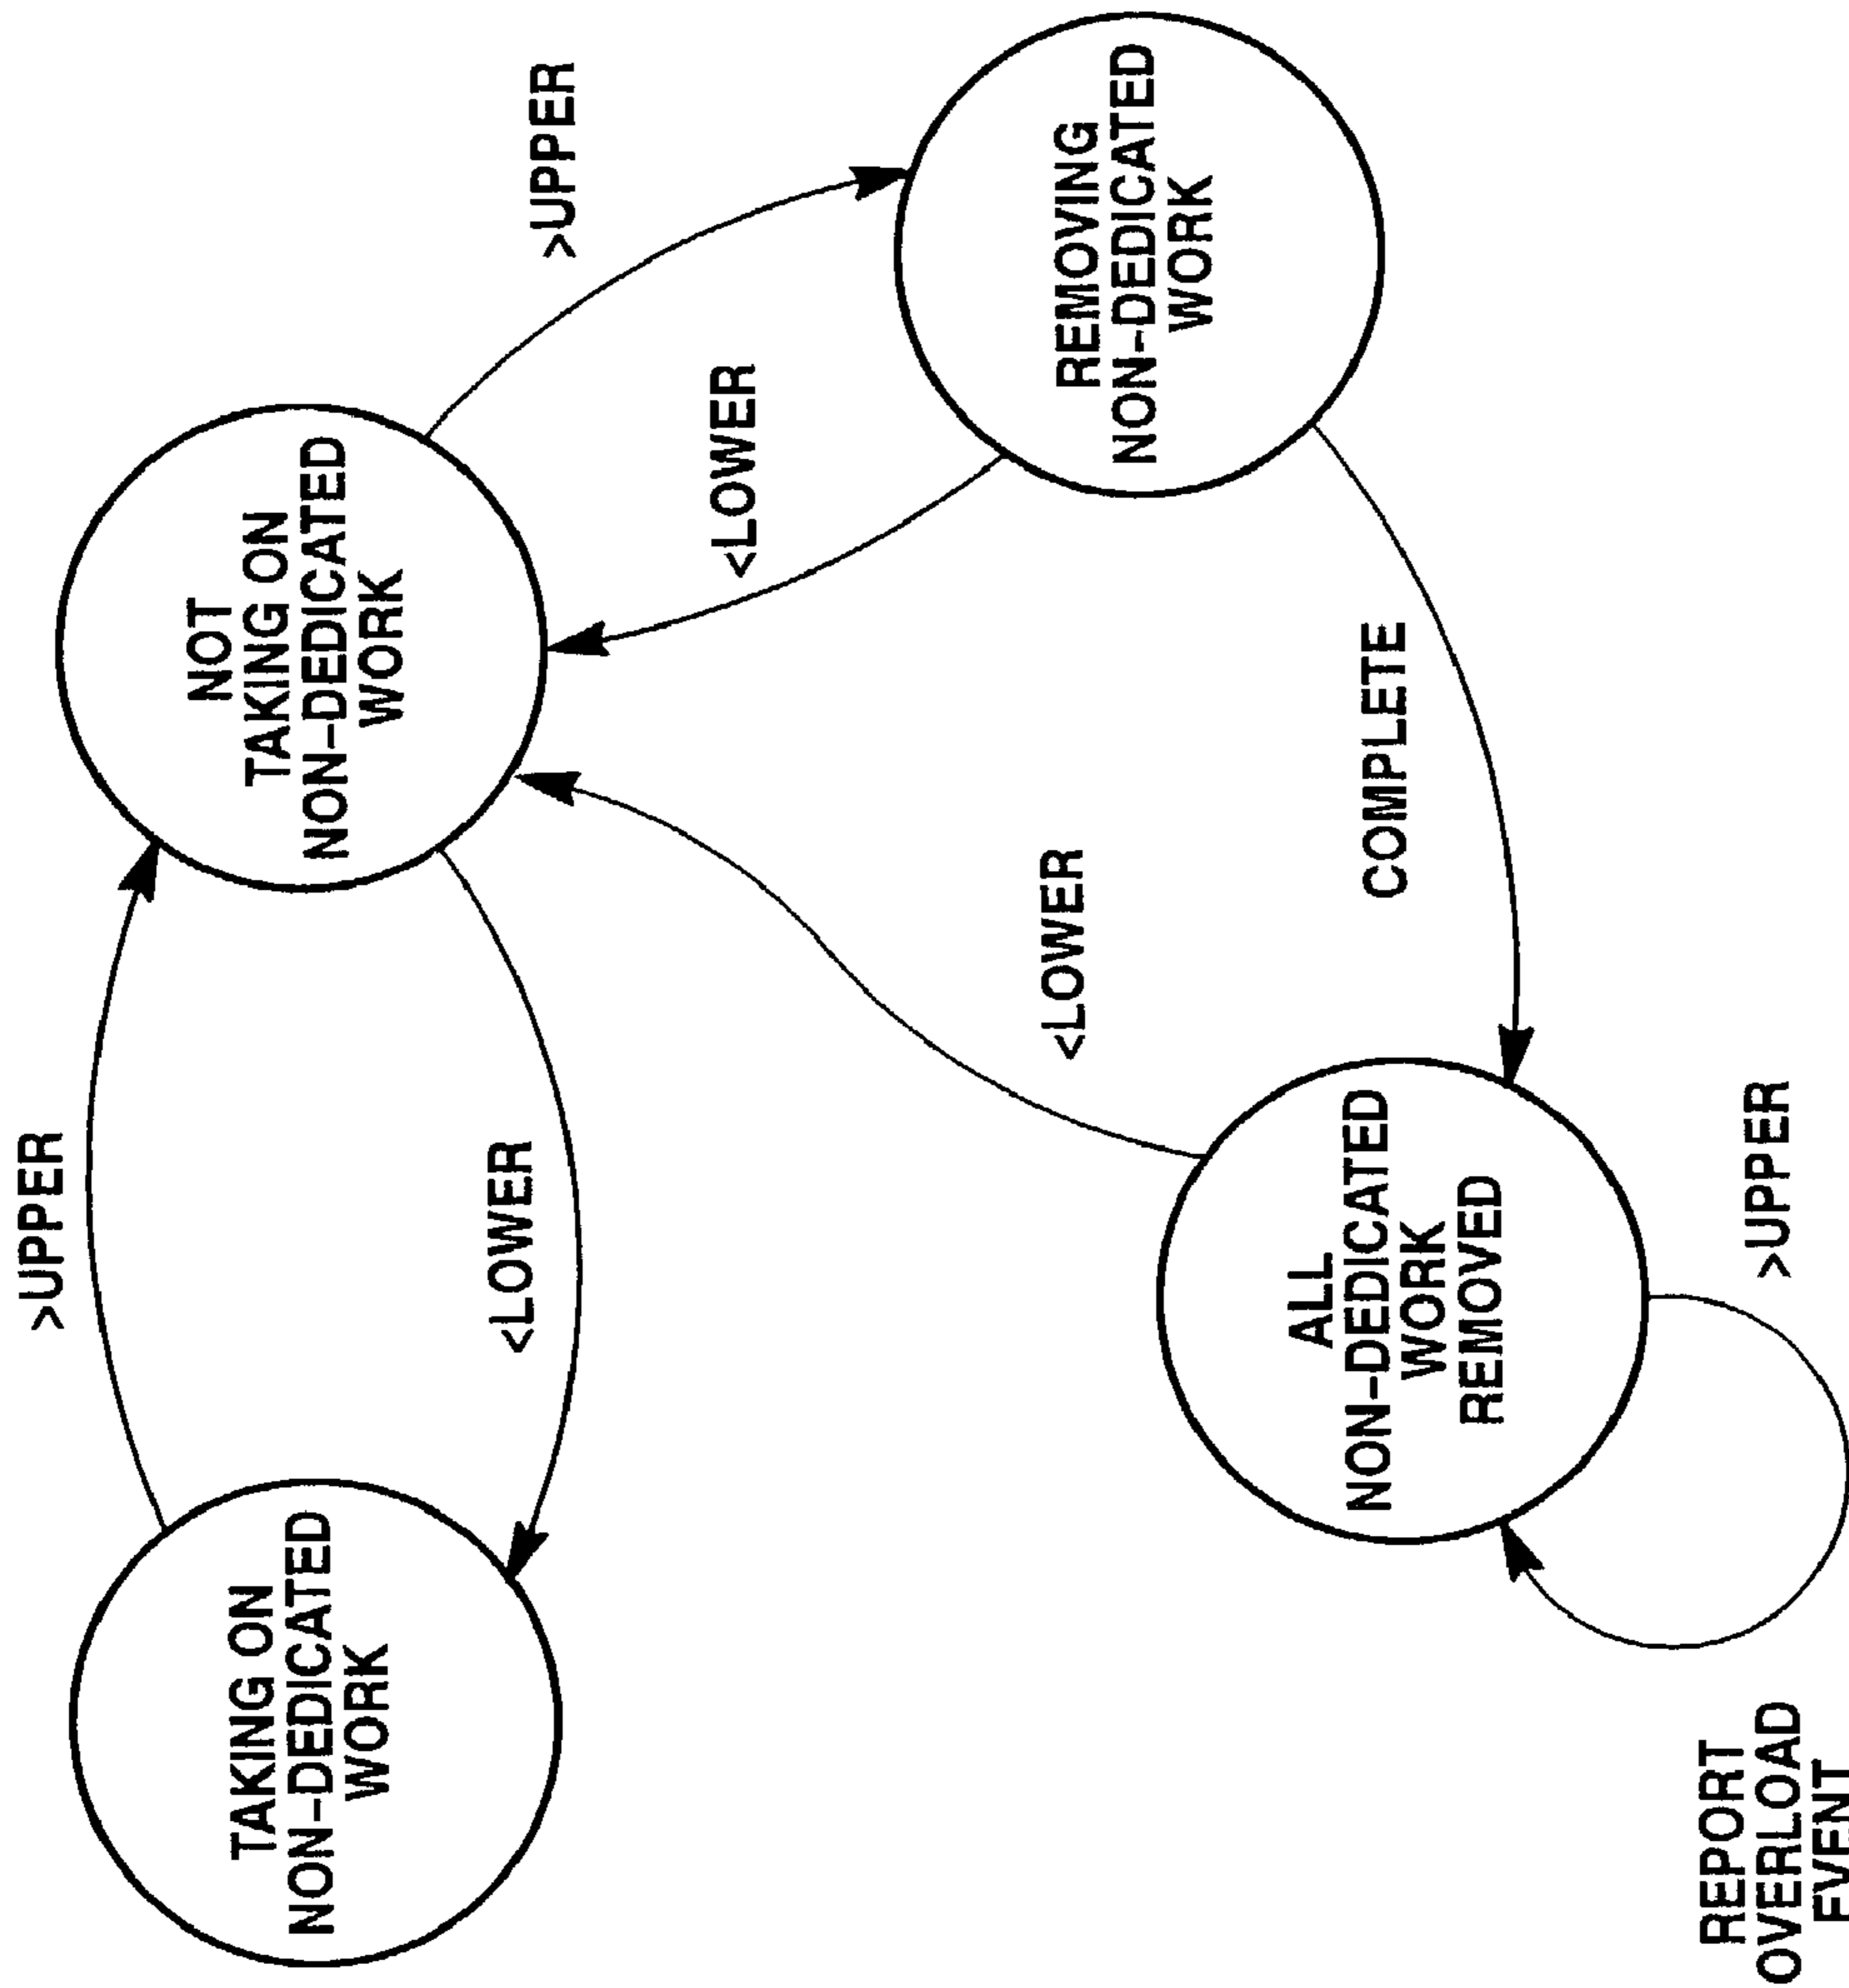 >UPPER
TAKING ON
NON-DEDICATED
WORK
NOT
TAKING ON
NON-DEDICATED
WORK
<LOWER
>UPPER
<LOWER
<LOWER
REMOVING
NON-DEDICATED
WORK
ALL
NON-DEDICATED
WORK
REMOVED
COMPLETE
>UPPER
REPORT
OVERLOAD
EVENT